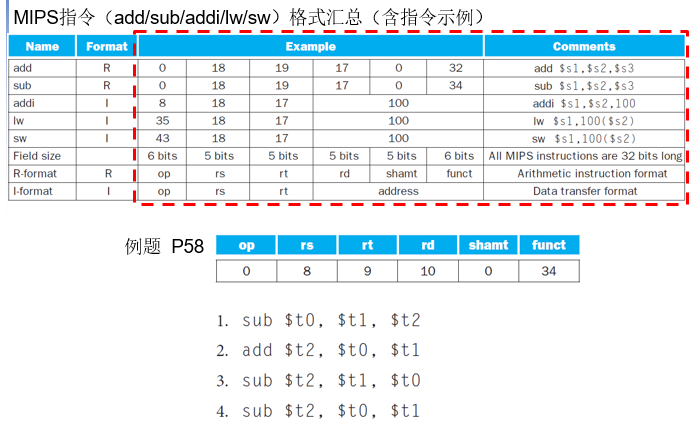 MIPS指令（add/sub/addi/lw/sw）格式汇总（含指令示例）
Name Format Example Comments
add R 0 18 19 17 0 32 add $s1,$s2,$s3
sub R 0 18 19 17 0 34 sub $s1,$s2,$s3
addi I 8 18 17 100 addi $s1,$s2,100
lw I 35 18 17 100 lw $s1,100($s2)
sw I 43 18 17 100 sw $s1,100($s2)
Field size 6 bits 5 bits 5 bits 5 bits 5 bits 6 bits All MIPS instructions are 32 bits long
R-format R op rs rt rd shamt funct Arithmetic instruction format
I-format I op rs rt address Data transfer format
例题 P58 op rs rt rd shamt funct
0 8 9 10 0 34
1. sub $t0, $t1, $t2
2. add $t2, $t0, $t1
3. sub $t2, $t1, $t0
4. sub $t2, $t0, $t1